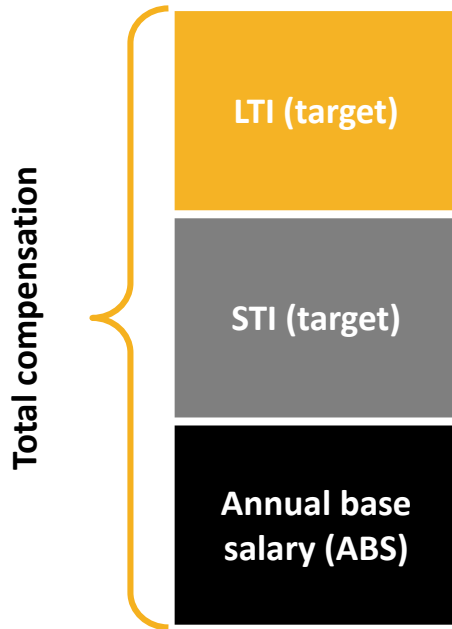 Total compensation
LTI (target)
STI (target)
Annual base
salary (ABS)